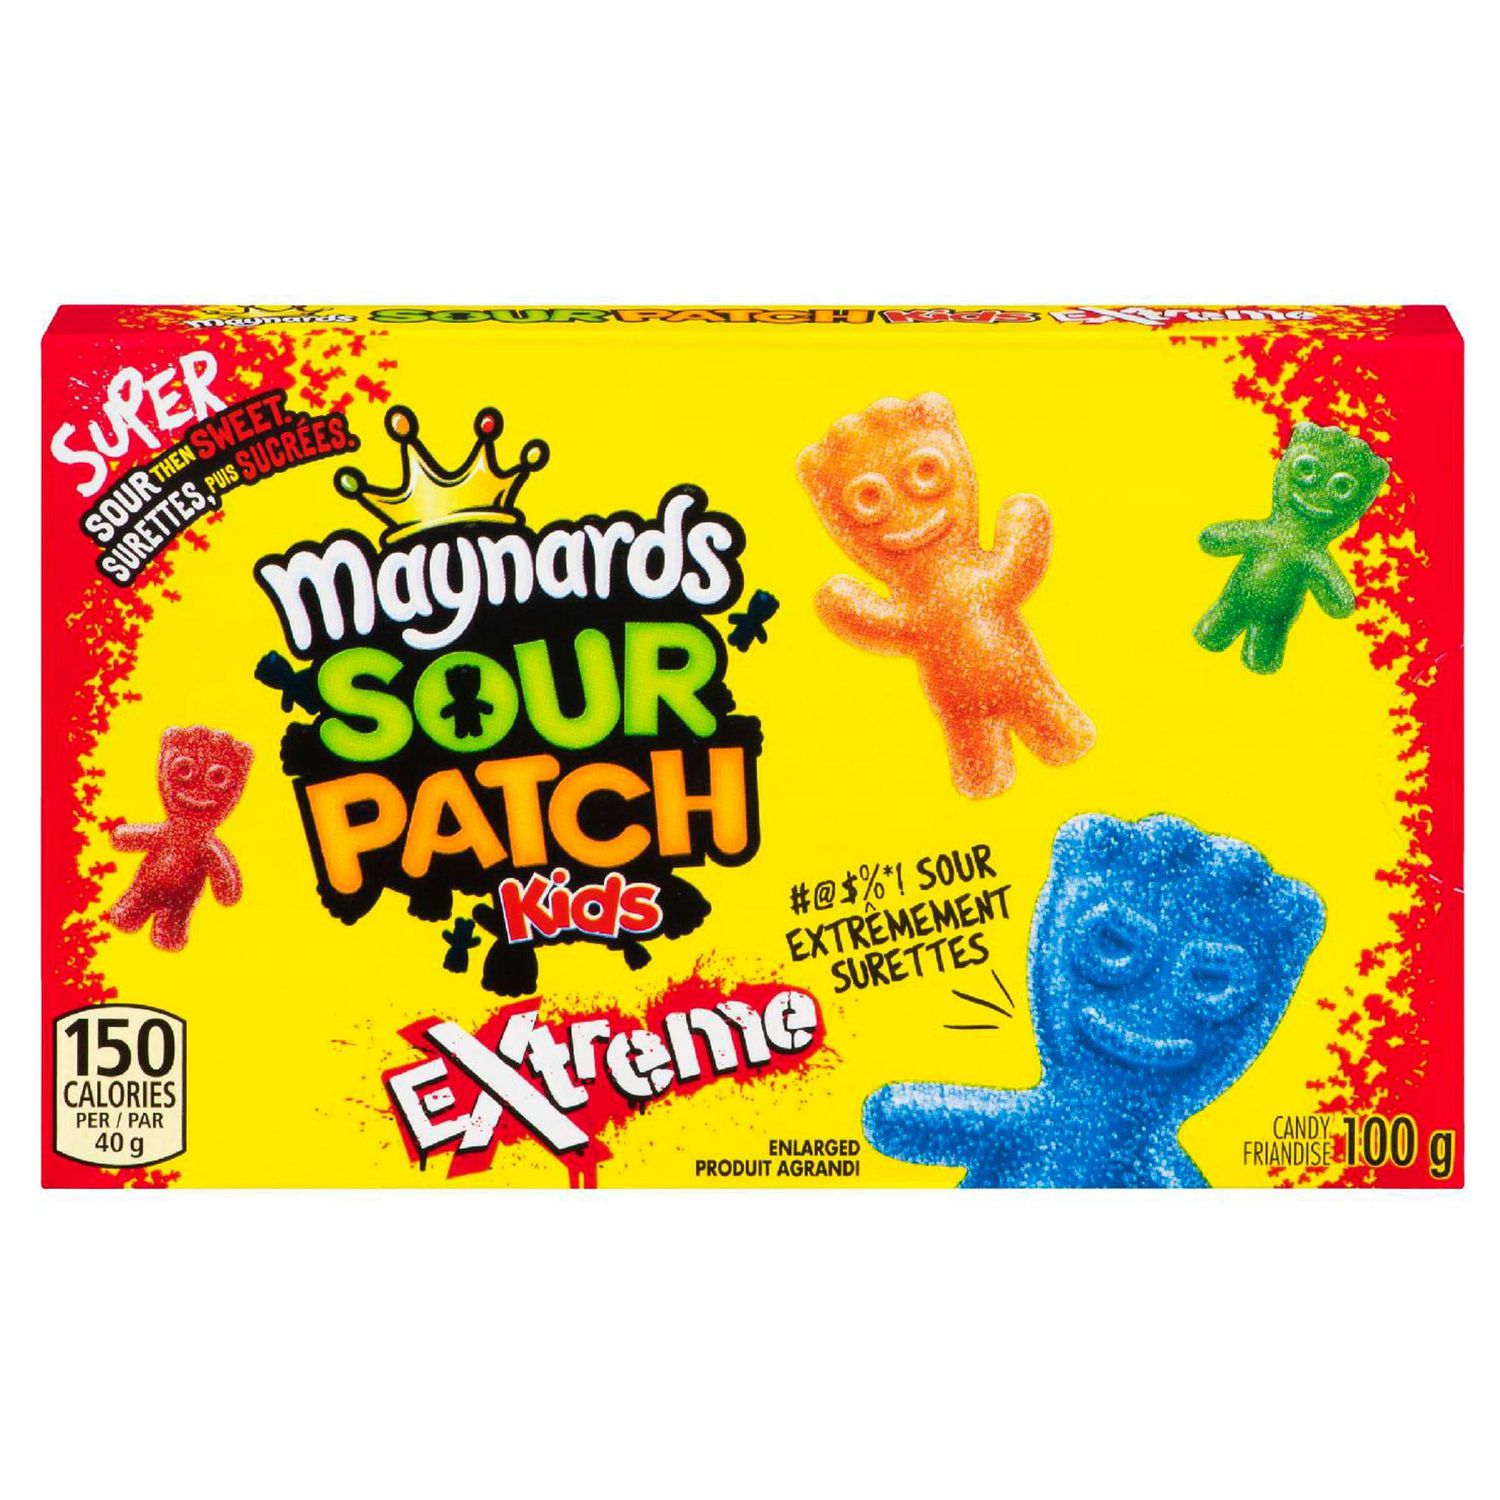 Maynards SOUR PATCH Kids Extreme
SUPER
SOUR THEN SWEET.
SURETTES, PUIS SUCRÉES.
Maynards
SOUR
PATCH
Kids
Extreme
#@$%*! SOUR
EXTRÊMEMENT
SURETTES
150
CALORIES
PER / PAR
40 g
ENLARGED
PRODUIT AGRANDI
CANDY
FRIANDISE
100 g